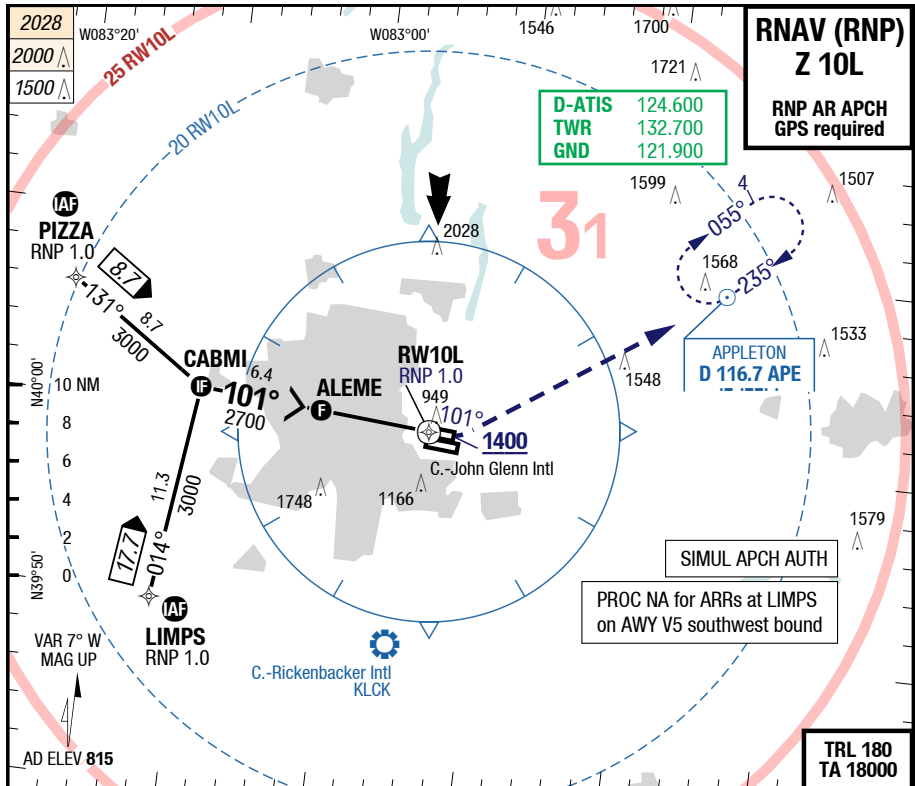 2028
2000
1500
W083°20'
W083°00'
1546
1700
RNAV (RNP)
Z 10L
RNP AR APCH
GPS required
25 RW10L
20 RW10L
1721
D-ATIS 124.600
TWR 132.700
GND 121.900
1599
1507
4
055°
235°
31
IAF
PIZZA
RNP 1.0
2028
1568
8.7
131°
8.7
3000
APPLETON
D 116.7 APE
1533
1548
CABMI
IF
6.4
101°
2700
ALEME
F
RW10L
RNP 1.0
949
101°
1400
C.-John Glenn Intl
N40°00'
10 NM
8
6
4
2
0
N39°50'
1748
1166
11.3
3000
17.7
014°
1579
IAF
LIMPS
RNP 1.0
SIMUL APCH AUTH
PROC NA for ARRs at LIMPS
on AWY V5 southwest bound
VAR 7° W
MAG UP
C.-Rickenbacker Intl
KLCK
AD ELEV 815
TRL 180
TA 18000